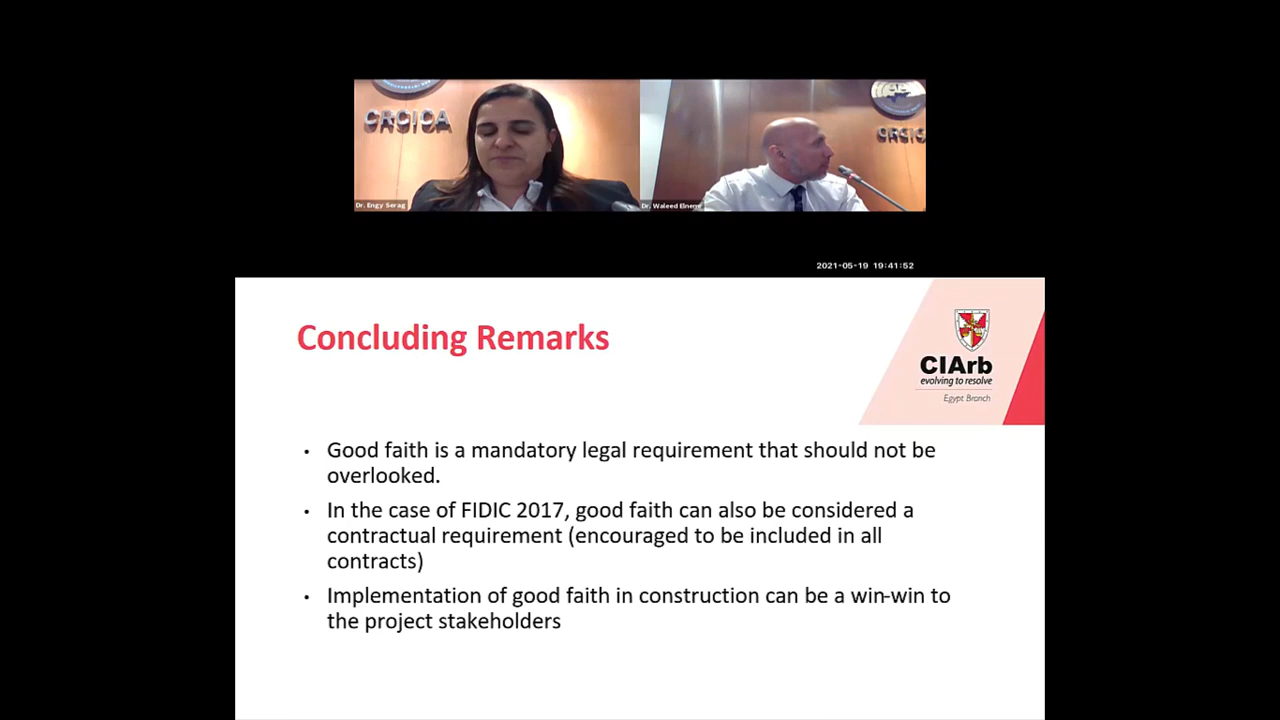 CRCICA
CRCICA
Dr. Engy Serag
Dr. Waleed Elnemr
2021-05-19 19:41:52
Concluding Remarks
CIArb
evolving to resolve
Egypt Branch
• Good faith is a mandatory legal requirement that should not be
overlooked.
• In the case of FIDIC 2017, good faith can also be considered a
contractual requirement (encouraged to be included in all
contracts)
• Implementation of good faith in construction can be a win-win to
the project stakeholders